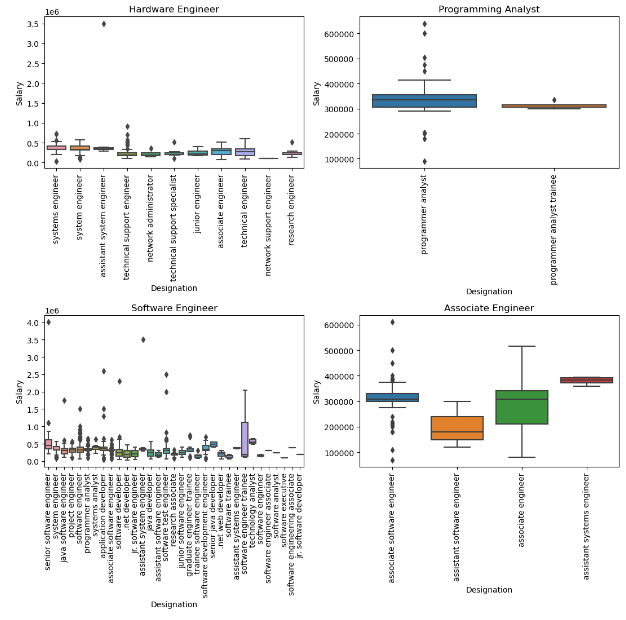 Hardware Engineer
1e6
3.5
3.0
2.5
2.0
1.5
1.0
0.5
0.0
Salary
systems engineer
system engineer
assistant system engineer
technical support engineer
network administrator
technical support specialist
junior engineer
associate engineer
technical engineer
network support engineer
research engineer
Designation
Programming Analyst
600000
500000
400000
300000
200000
100000
Salary
programmer analyst
programmer analyst trainee
Designation
Software Engineer
1e6
4.0
3.5
3.0
2.5
2.0
1.5
1.0
0.5
0.0
Salary
senior software engineer
system engineer
java software engineer
project engineer
software engineer
programmer analyst
systems analyst
application developer
associate software engineer
software developer
.net developer
jr. software engineer
assistant system engineer
java developer
assistant software engineer
software test engineer
research associate
junior software engineer
graduate engineer trainee
trainee software engineer
software development engineer
senior java developer
.net web developer
software trainee
assistant systems engineer
software engineer trainee
technology analyst
software enginner
software engineer associate
software analyst
software executive
software engineering associate
jr. software developer
Designation
Associate Engineer
600000
500000
400000
300000
200000
100000
Salary
associate software engineer
assistant software engineer
associate engineer
assistant systems engineer
Designation